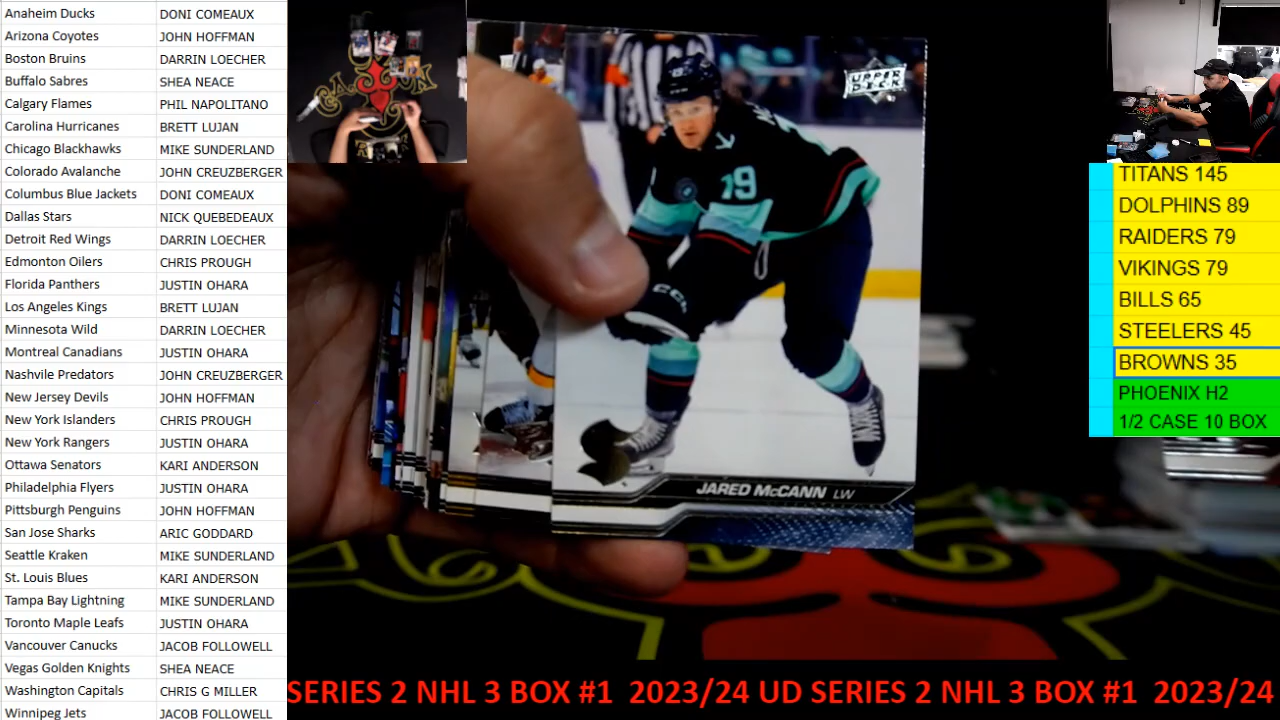 Anaheim Ducks DONI COMEAUX
Arizona Coyotes JOHN HOFFMAN
Boston Bruins DARRIN LOECHER
Buffalo Sabres SHEA NEACE
Calgary Flames PHIL NAPOLITANO
Carolina Hurricanes BRETT LUJAN
Chicago Blackhawks MIKE SUNDERLAND
Colorado Avalanche JOHN CREUZBERGER
Columbus Blue Jackets DONI COMEAUX
Dallas Stars NICK QUEBEDEAUX
Detroit Red Wings DARRIN LOECHER
Edmonton Oilers CHRIS PROUGH
Florida Panthers JUSTIN OHARA
Los Angeles Kings BRETT LUJAN
Minnesota Wild DARRIN LOECHER
Montreal Canadians JUSTIN OHARA
Nashvile Predators JOHN CREUZBERGER
New Jersey Devils JOHN HOFFMAN
New York Islanders CHRIS PROUGH
New York Rangers JUSTIN OHARA
Ottawa Senators KARI ANDERSON
Philadelphia Flyers JUSTIN OHARA
Pittsburgh Penguins JOHN HOFFMAN
San Jose Sharks ARIC GODDARD
Seattle Kraken MIKE SUNDERLAND
St. Louis Blues KARI ANDERSON
Tampa Bay Lightning MIKE SUNDERLAND
Toronto Maple Leafs JUSTIN OHARA
Vancouver Canucks JACOB FOLLOWELL
Vegas Golden Knights SHEA NEACE
Washington Capitals CHRIS G MILLER
Winnipeg Jets JACOB FOLLOWELL
UPPER DECK
19
CCM
JARED McCANN LW
TITANS 145
DOLPHINS 89
RAIDERS 79
VIKINGS 79
BILLS 65
STEELERS 45
BROWNS 35
PHOENIX H2
1/2 CASE 10 BOX
SERIES 2 NHL 3 BOX #1 2023/24 UD SERIES 2 NHL 3 BOX #1 2023/24